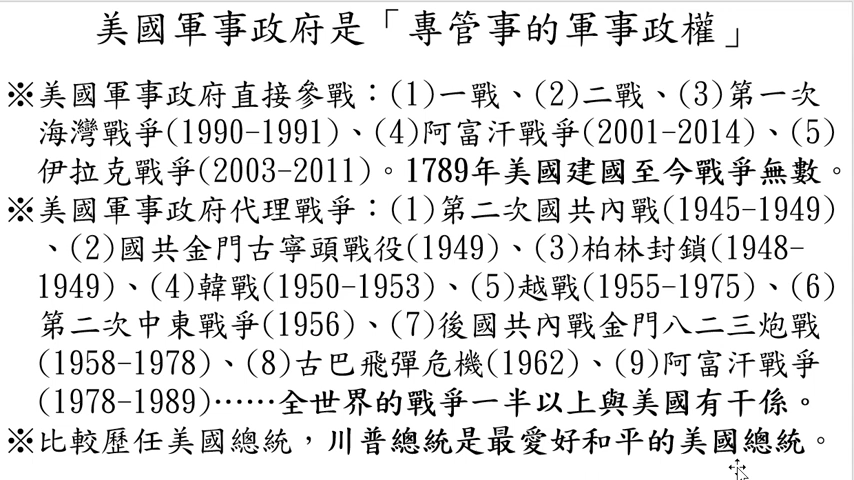 美國軍事政府是「專管事的軍事政權」
※美國軍事政府直接參戰：(1)一戰、(2)二戰、(3)第一次
海灣戰爭(1990-1991)、(4)阿富汗戰爭(2001-2014)、(5)
伊拉克戰爭(2003-2011)。1789年美國建國至今戰爭無數。
※美國軍事政府代理戰爭：(1)第二次國共內戰(1945-1949)
、(2)國共金門古寧頭戰役(1949)、(3)柏林封鎖(1948-
1949)、(4)韓戰(1950-1953)、(5)越戰(1955-1975)、(6)
第二次中東戰爭(1956)、(7)後國共內戰金門八二三炮戰
(1958-1978)、(8)古巴飛彈危機(1962)、(9)阿富汗戰爭
(1978-1989)……全世界的戰爭一半以上與美國有干係。
※比較歷任美國總統，川普總統是最愛好和平的美國總統。